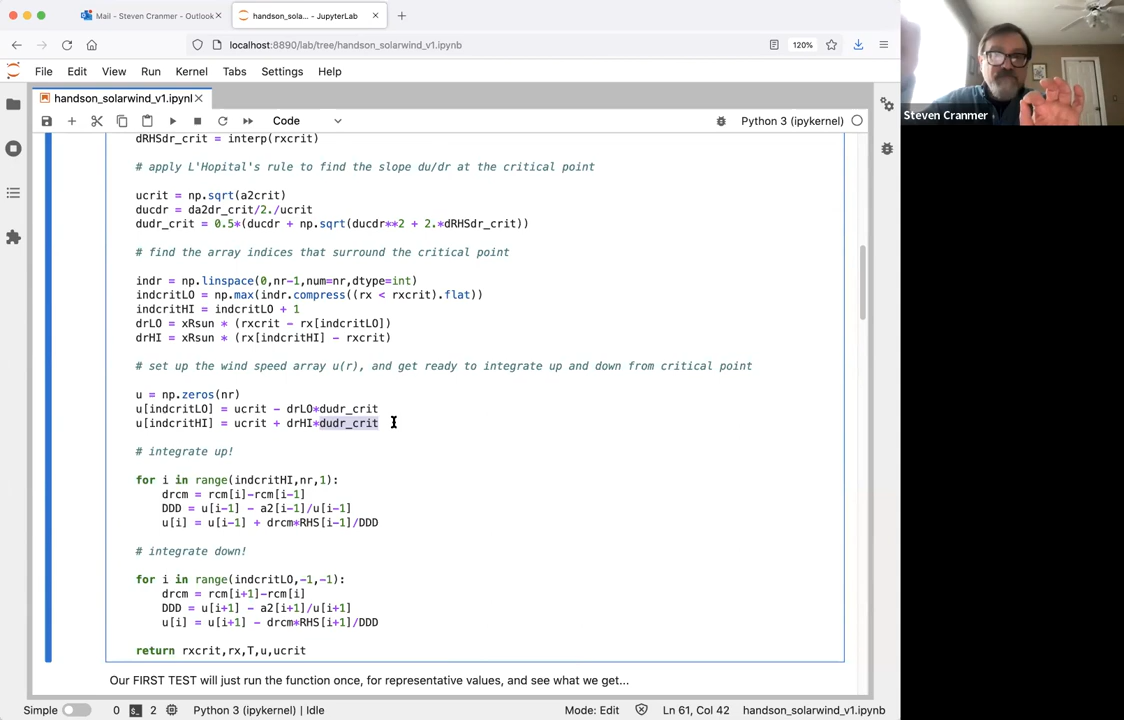 Mail - Steven Cranmer - Outlook
handson_sola... - JupyterLab
localhost:8890/lab/tree/handson_solarwind_v1.ipynb
120%
File Edit View Run Kernel Tabs Settings Help
handson_solarwind_v1.ipynl
Code
Python 3 (ipykernel)
Steven Cranmer
dRHSdr_crit = interp(rxcrit)
# apply L'Hopital's rule to find the slope du/dr at the critical point
ucrit = np.sqrt(a2crit)
ducdr = da2dr_crit/2./ucrit
dudr_crit = 0.5*(ducdr + np.sqrt(ducdr**2 + 2.*dRHSdr_crit))
# find the array indices that surround the critical point
indr = np.linspace(0,nr-1,num=nr,dtype=int)
indcritLO = np.max(indr.compress((rx < rxcrit).flat))
indcritHI = indcritLO + 1
drLO = xRsun * (rxcrit - rx[indcritLO])
drHI = xRsun * (rx[indcritHI] - rxcrit)
# set up the wind speed array u(r), and get ready to integrate up and down from critical point
u = np.zeros(nr)
u[indcritLO] = ucrit - drLO*dudr_crit
u[indcritHI] = ucrit + drHI*dudr_crit
# integrate up!
for i in range(indcritHI,nr,1):
drcm = rcm[i]-rcm[i-1]
DDD = u[i-1] - a2[i-1]/u[i-1]
u[i] = u[i-1] + drcm*RHS[i-1]/DDD
# integrate down!
for i in range(indcritLO,-1,-1):
drcm = rcm[i+1]-rcm[i]
DDD = u[i+1] - a2[i+1]/u[i+1]
u[i] = u[i+1] - drcm*RHS[i+1]/DDD
return rxcrit,rx,T,u,ucrit
Our FIRST TEST will just run the function once, for representative values, and see what we get...
Simple 0 2 Python 3 (ipykernel) | Idle Mode: Edit Ln 61, Col 42 handson_solarwind_v1.ipynb